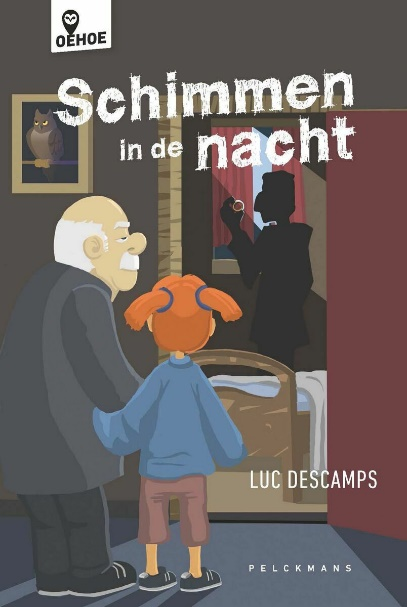 OEHOE
Schimmen
in de nacht
LUC DESCAMPS
PELCKMANS